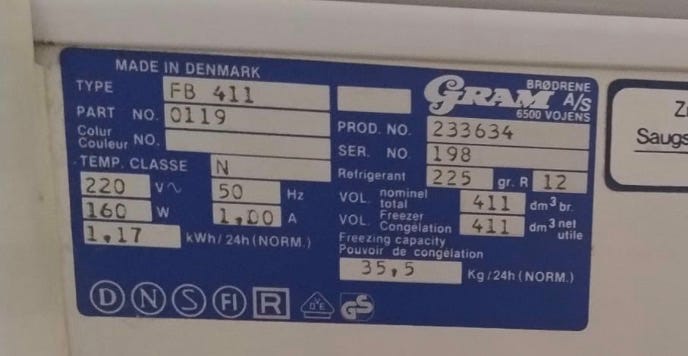 MADE IN DENMARK
BRØDRENE
GRAM A/S
6500 VOJENS
TYPE FB 411
PART NO. 0119
Colur
Couleur NO.
TEMP. CLASSE N
220 V∿ 50 Hz
160 W 1,00 A
1,17 kWh/24h (NORM.)
PROD. NO. 233634
SER. NO. 198
Refrigerant 225 gr. R 12
VOL. nominel total 411 dm³ br.
VOL. Freezer Congélation 411 dm³ net utile
Freezing capacity
Pouvoir de congélation
35,5 Kg/24h (NORM.)
D N S FI R VDE GS
Saugs